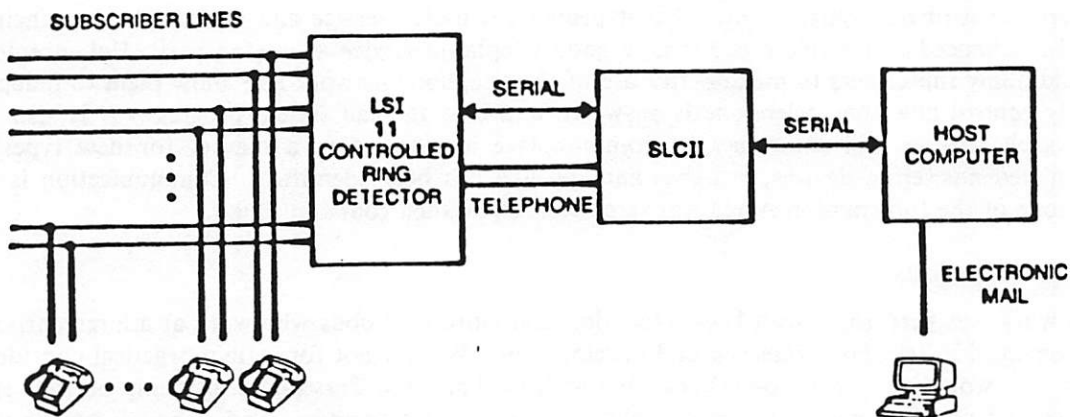 SUBSCRIBER LINES
LSI
11
CONTROLLED
RING
DETECTOR
SERIAL
TELEPHONE
SLCII
SERIAL
HOST
COMPUTER
ELECTRONIC
MAIL